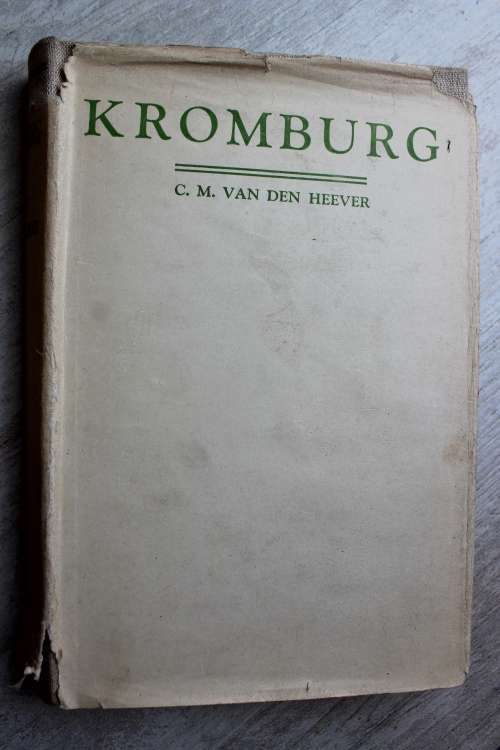 KROMBURG
C. M. VAN DEN HEEVER